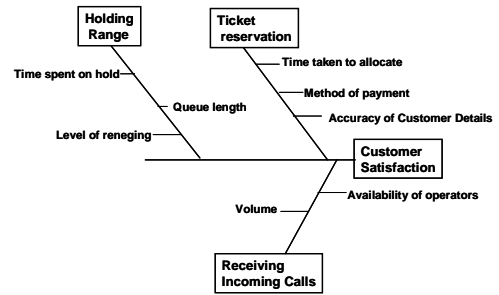 Holding
Range
Ticket
reservation
Time spent on hold
Queue length
Level of reneging
Time taken to allocate
Method of payment
Accuracy of Customer Details
Customer
Satisfaction
Availability of operators
Volume
Receiving
Incoming Calls